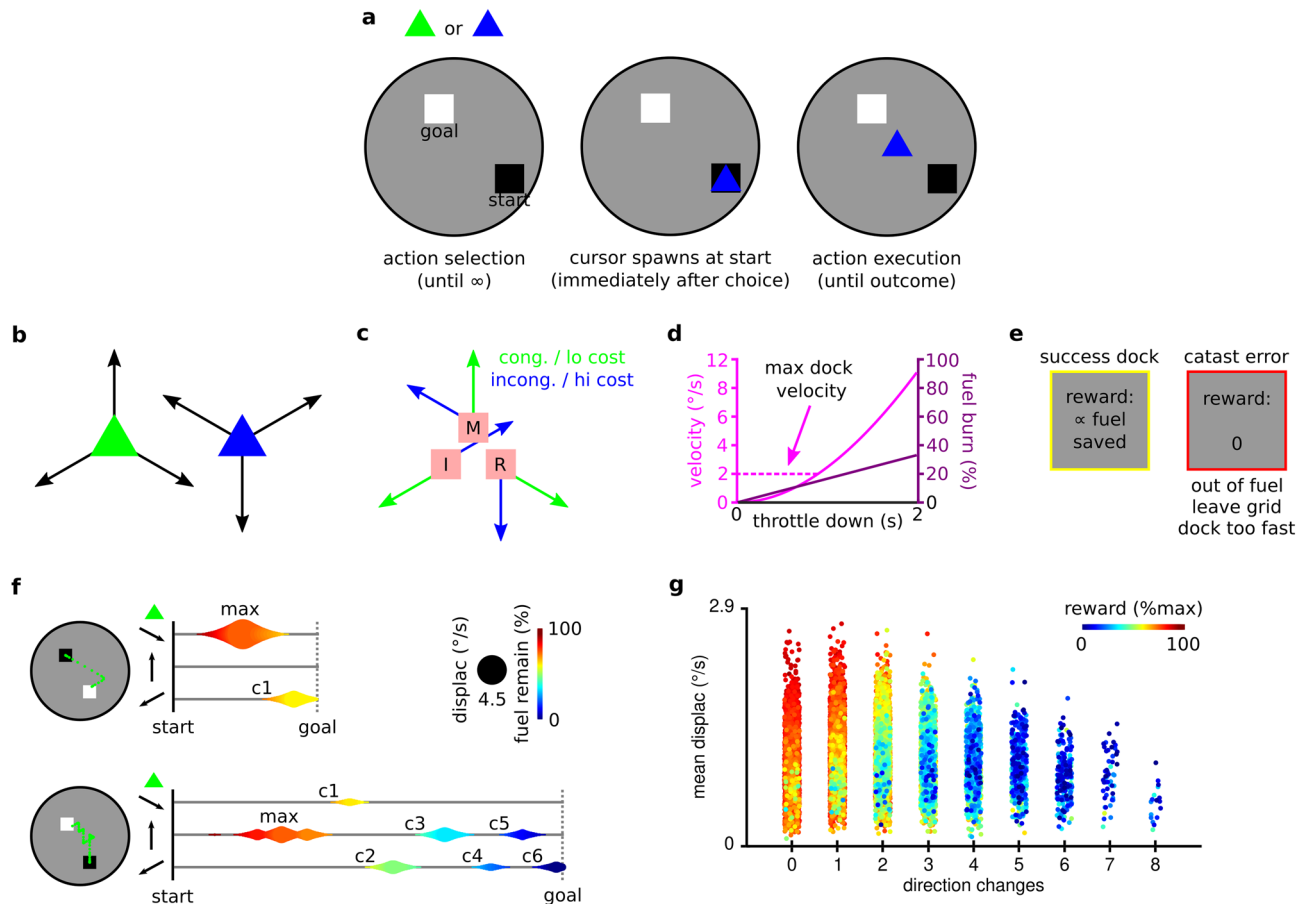 a
or
goal
start
action selection
(until ∞)
cursor spawns at start
(immediately after choice)
action execution
(until outcome)
b
c
cong. / lo cost
incong. / hi cost
M
I
R
d
12
10
8
6
4
2
0
velocity (°/s)
max dock
velocity
100
80
60
40
20
0
fuel burn (%)
0
throttle down (s)
2
e
success dock
reward:
∝ fuel
saved
catast error
reward:
0
out of fuel
leave grid
dock too fast
f
max
c1
start
goal
displac (°/s)
4.5
fuel remain (%)
100
0
c1
max
c3
c5
c2
c4
c6
start
goal
g
2.9
mean displac (°/s)
0
reward (%max)
0
100
0 1 2 3 4 5 6 7 8
direction changes